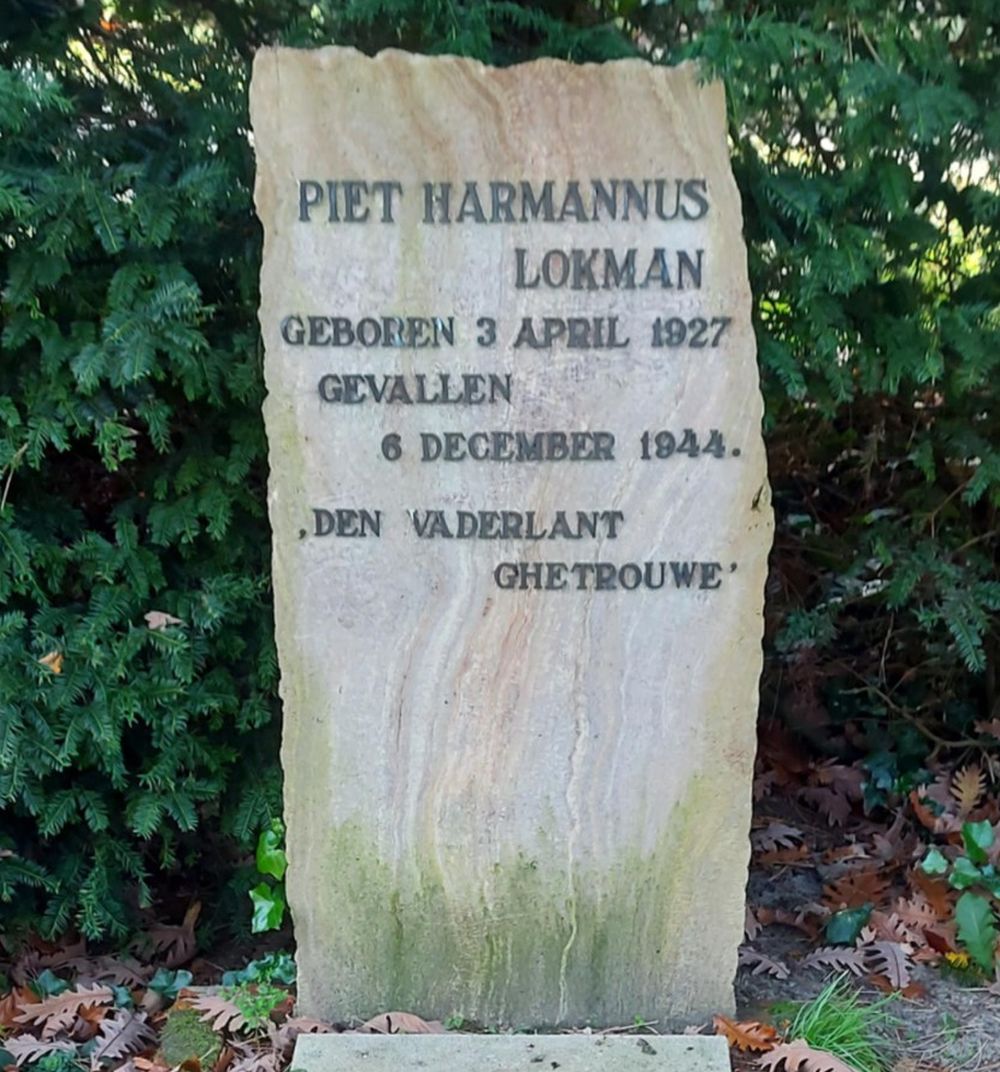 PIET HARMANNUS
LOKMAN
GEBOREN 3 APRIL 1927
GEVALLEN
6 DECEMBER 1944.
‚DEN VADERLANT
GHETROUWE’